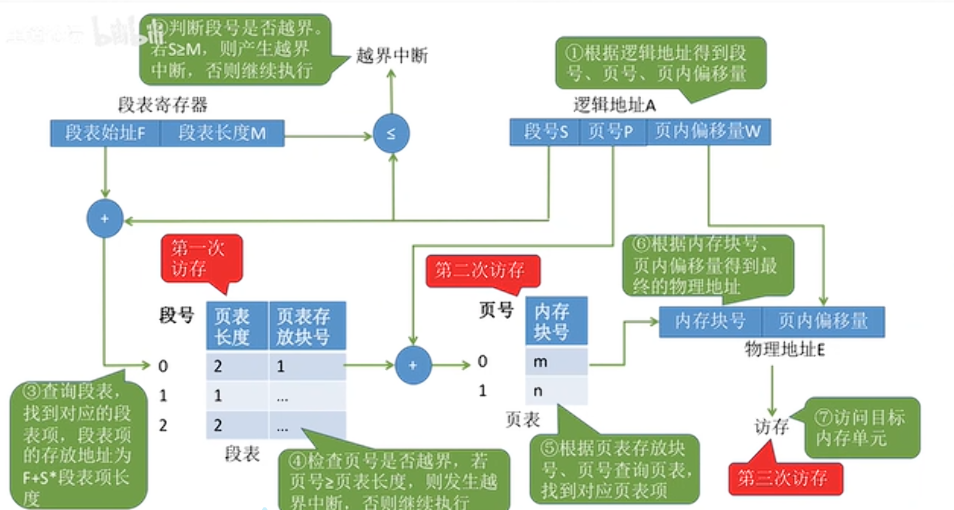 bilibili
②判断段号是否越界。
若S≥M，则产生越界
中断，否则继续执行
越界中断
①根据逻辑地址得到段
号、页号、页内偏移量
段表寄存器
逻辑地址A
段表始址F 段表长度M
≤
段号S 页号P 页内偏移量W
+
第一次
访存
第二次访存
⑥根据内存块号、
页内偏移量得到最
终的物理地址
段号
页表
长度
页表存
放块号
页号
内存
块号
内存块号 页内偏移量
物理地址E
0 2 1
+
0 m
1 1 ...
1 n
2 2 ...
段表
页表
③查询段表，
找到对应的段
表项，段表项
的存放地址为
F+S*段表项长
度
④检查页号是否越界，若
页号≥页表长度，则发生越
界中断，否则继续执行
⑤根据页表存放块
号、页号查询页表，
找到对应页表项
访存
⑦访问目标
内存单元
第三次访存